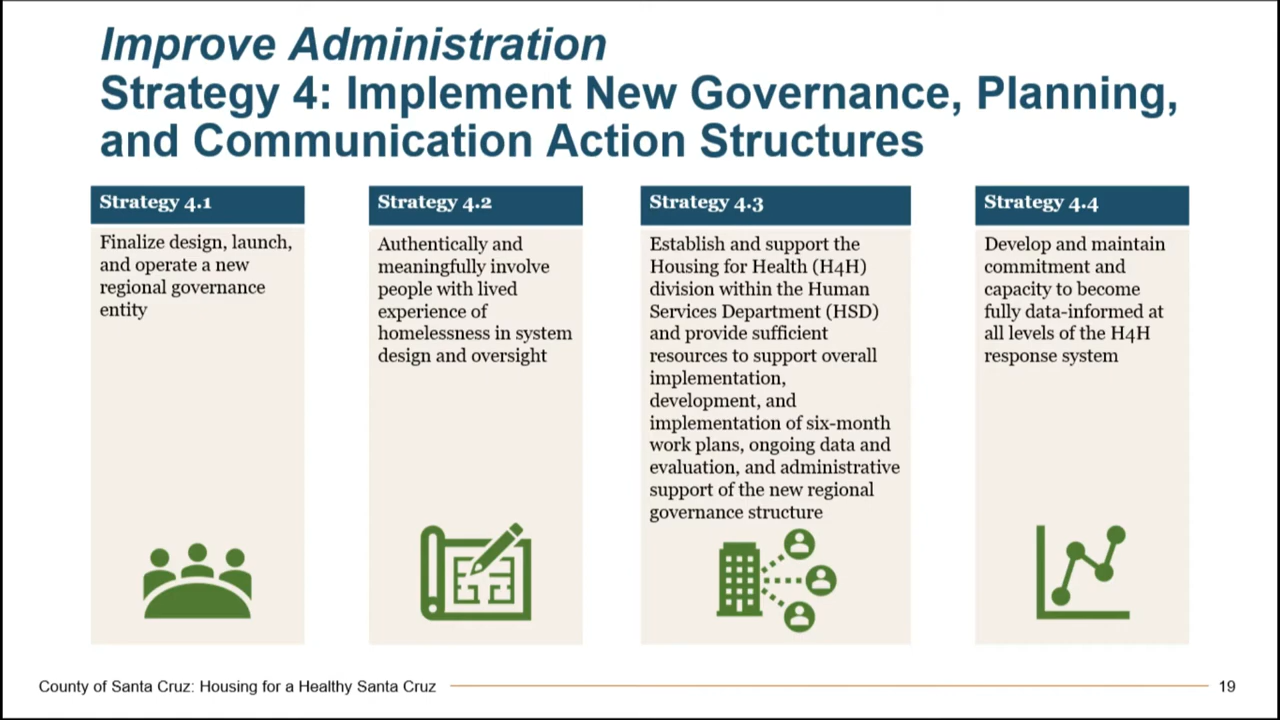 Improve Administration
Strategy 4: Implement New Governance, Planning,
and Communication Action Structures
Strategy 4.1
Finalize design, launch,
and operate a new
regional governance
entity
Strategy 4.2
Authentically and
meaningfully involve
people with lived
experience of
homelessness in system
design and oversight
Strategy 4.3
Establish and support the
Housing for Health (H4H)
division within the Human
Services Department (HSD)
and provide sufficient
resources to support overall
implementation,
development, and
implementation of six-month
work plans, ongoing data and
evaluation, and administrative
support of the new regional
governance structure
Strategy 4.4
Develop and maintain
commitment and
capacity to become
fully data-informed at
all levels of the H4H
response system
County of Santa Cruz: Housing for a Healthy Santa Cruz
19